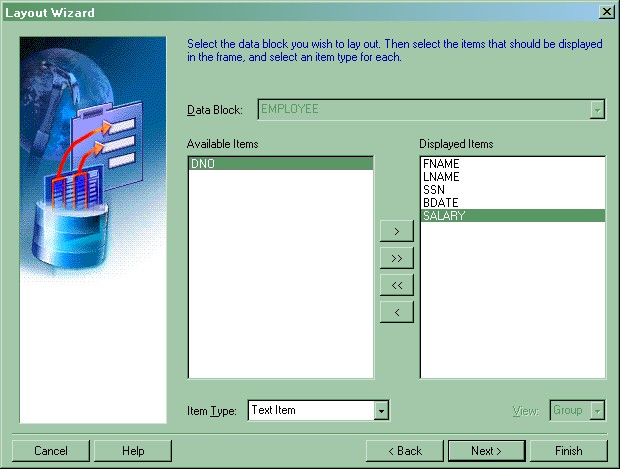 Layout Wizard
Select the data block you wish to lay out. Then select the items that should be displayed
in the frame, and select an item type for each.
Data Block: EMPLOYEE
Available Items
DNO
Displayed Items
FNAME
LNAME
SSN
BDATE
SALARY
>
>>
<<
<
Item Type: Text Item
View: Group
Cancel
Help
< Back
Next >
Finish